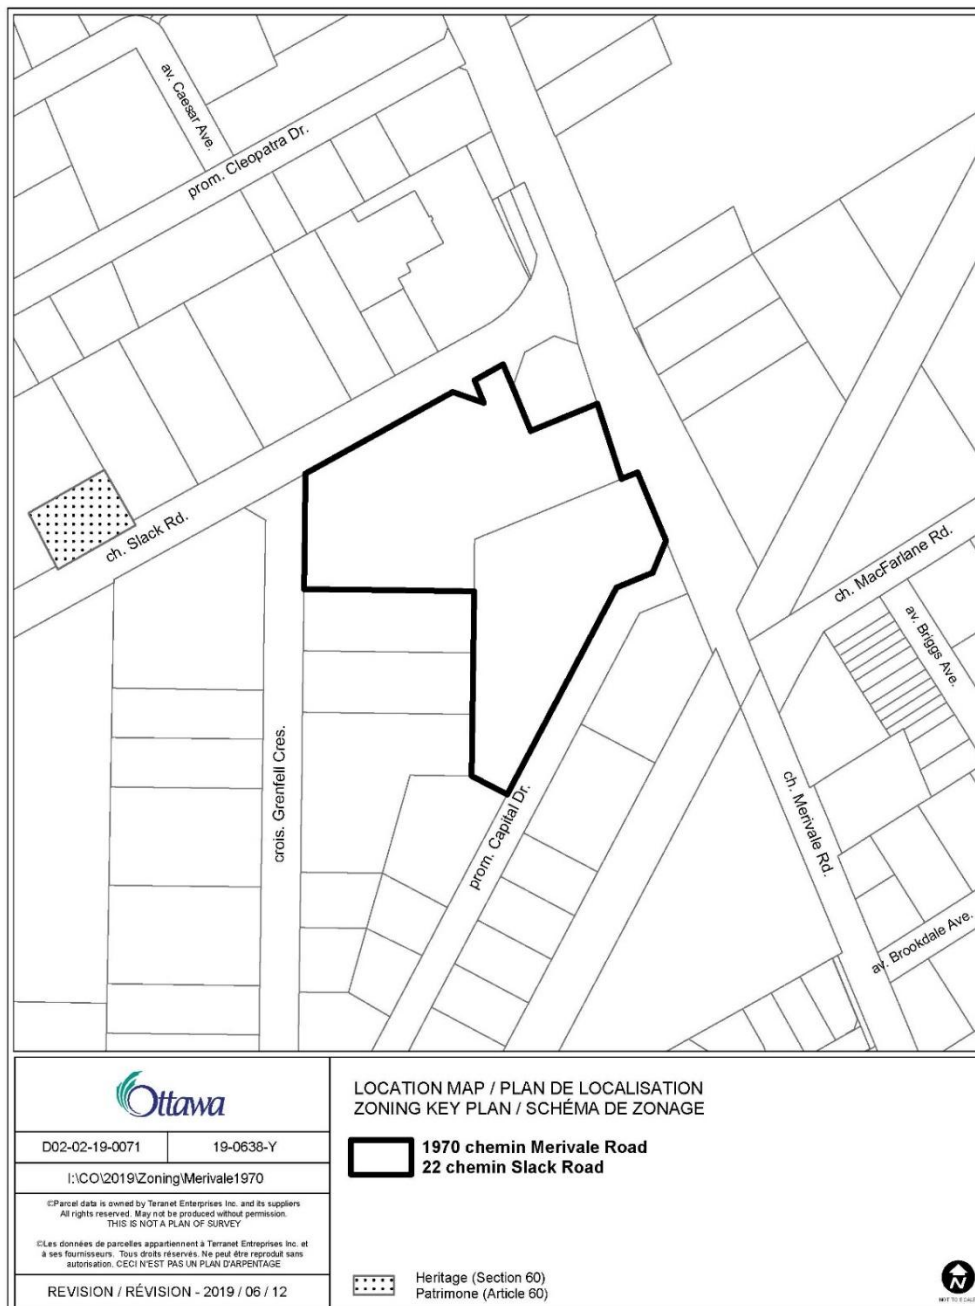 av. Caesar Ave.
prom. Cleopatra Dr.
ch. Slack Rd.
ch. MacFarlane Rd.
av. Briggs Ave.
crois. Grenfell Cres.
prom. Capital Dr.
ch. Merivale Rd.
av. Brookdale Ave.
Ottawa
D02-02-19-0071
19-0638-Y
I:\CO\2019\Zoning\Merivale1970
©Parcel data is owned by Teranet Enterprises Inc. and its suppliers
All rights reserved. May not be produced without permission.
THIS IS NOT A PLAN OF SURVEY
©Les données de parcelles appartiennent à Terranet Entreprises Inc. et
à ses fournisseurs. Tous droits réservés. Ne peut être reproduit sans
autorisation. CECI N'EST PAS UN PLAN D'ARPENTAGE
REVISION / RÉVISION - 2019 / 06 / 12
LOCATION MAP / PLAN DE LOCALISATION
ZONING KEY PLAN / SCHÉMA DE ZONAGE
1970 chemin Merivale Road
22 chemin Slack Road
Heritage (Section 60)
Patrimone (Article 60)
N
NOT TO SCALE